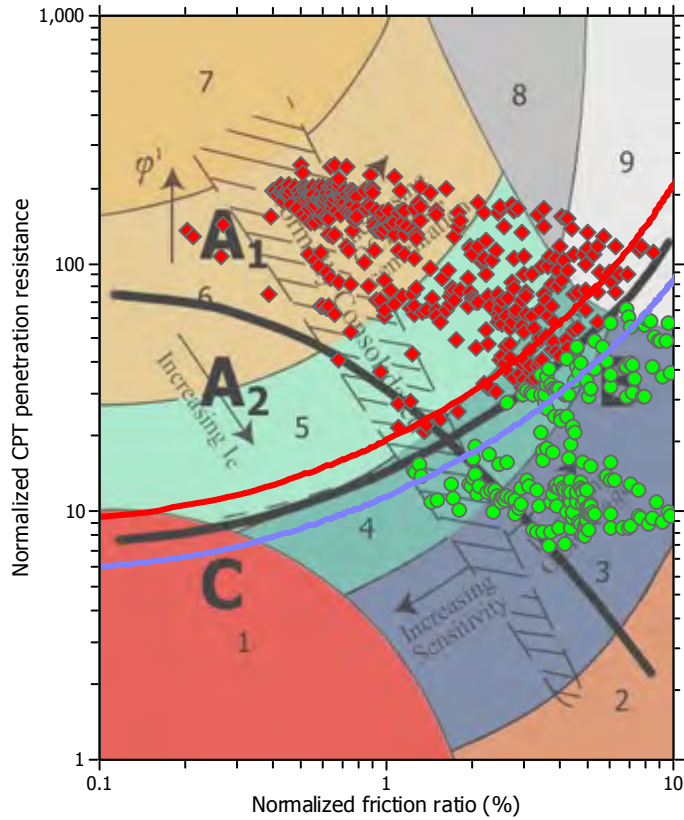 1,000
7
8
9
φ'
A1
6
100
Increasing Ic
A2
5
Normalized CPT penetration resistance
10
4
C
3
Increasing
Sensitivity
1
2
1
0.1
1
10
Normalized friction ratio (%)